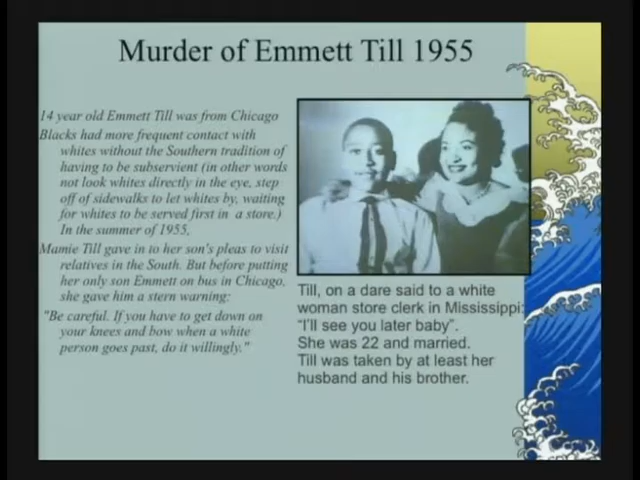 Murder of Emmett Till 1955
14 year old Emmett Till was from Chicago
Blacks had more frequent contact with
whites without the Southern tradition of
having to be subservient (in other words
not look whites directly in the eye, step
off of sidewalks to let whites by, waiting
for whites to be served first in a store.)
In the summer of 1955,
Mamie Till gave in to her son's pleas to visit
relatives in the South. But before putting
her only son Emmett on bus in Chicago,
she gave him a stern warning:
"Be careful. If you have to get down on
your knees and bow when a white
person goes past, do it willingly."
Till, on a dare said to a white
woman store clerk in Mississippi:
“I'll see you later baby”.
She was 22 and married.
Till was taken by at least her
husband and his brother.